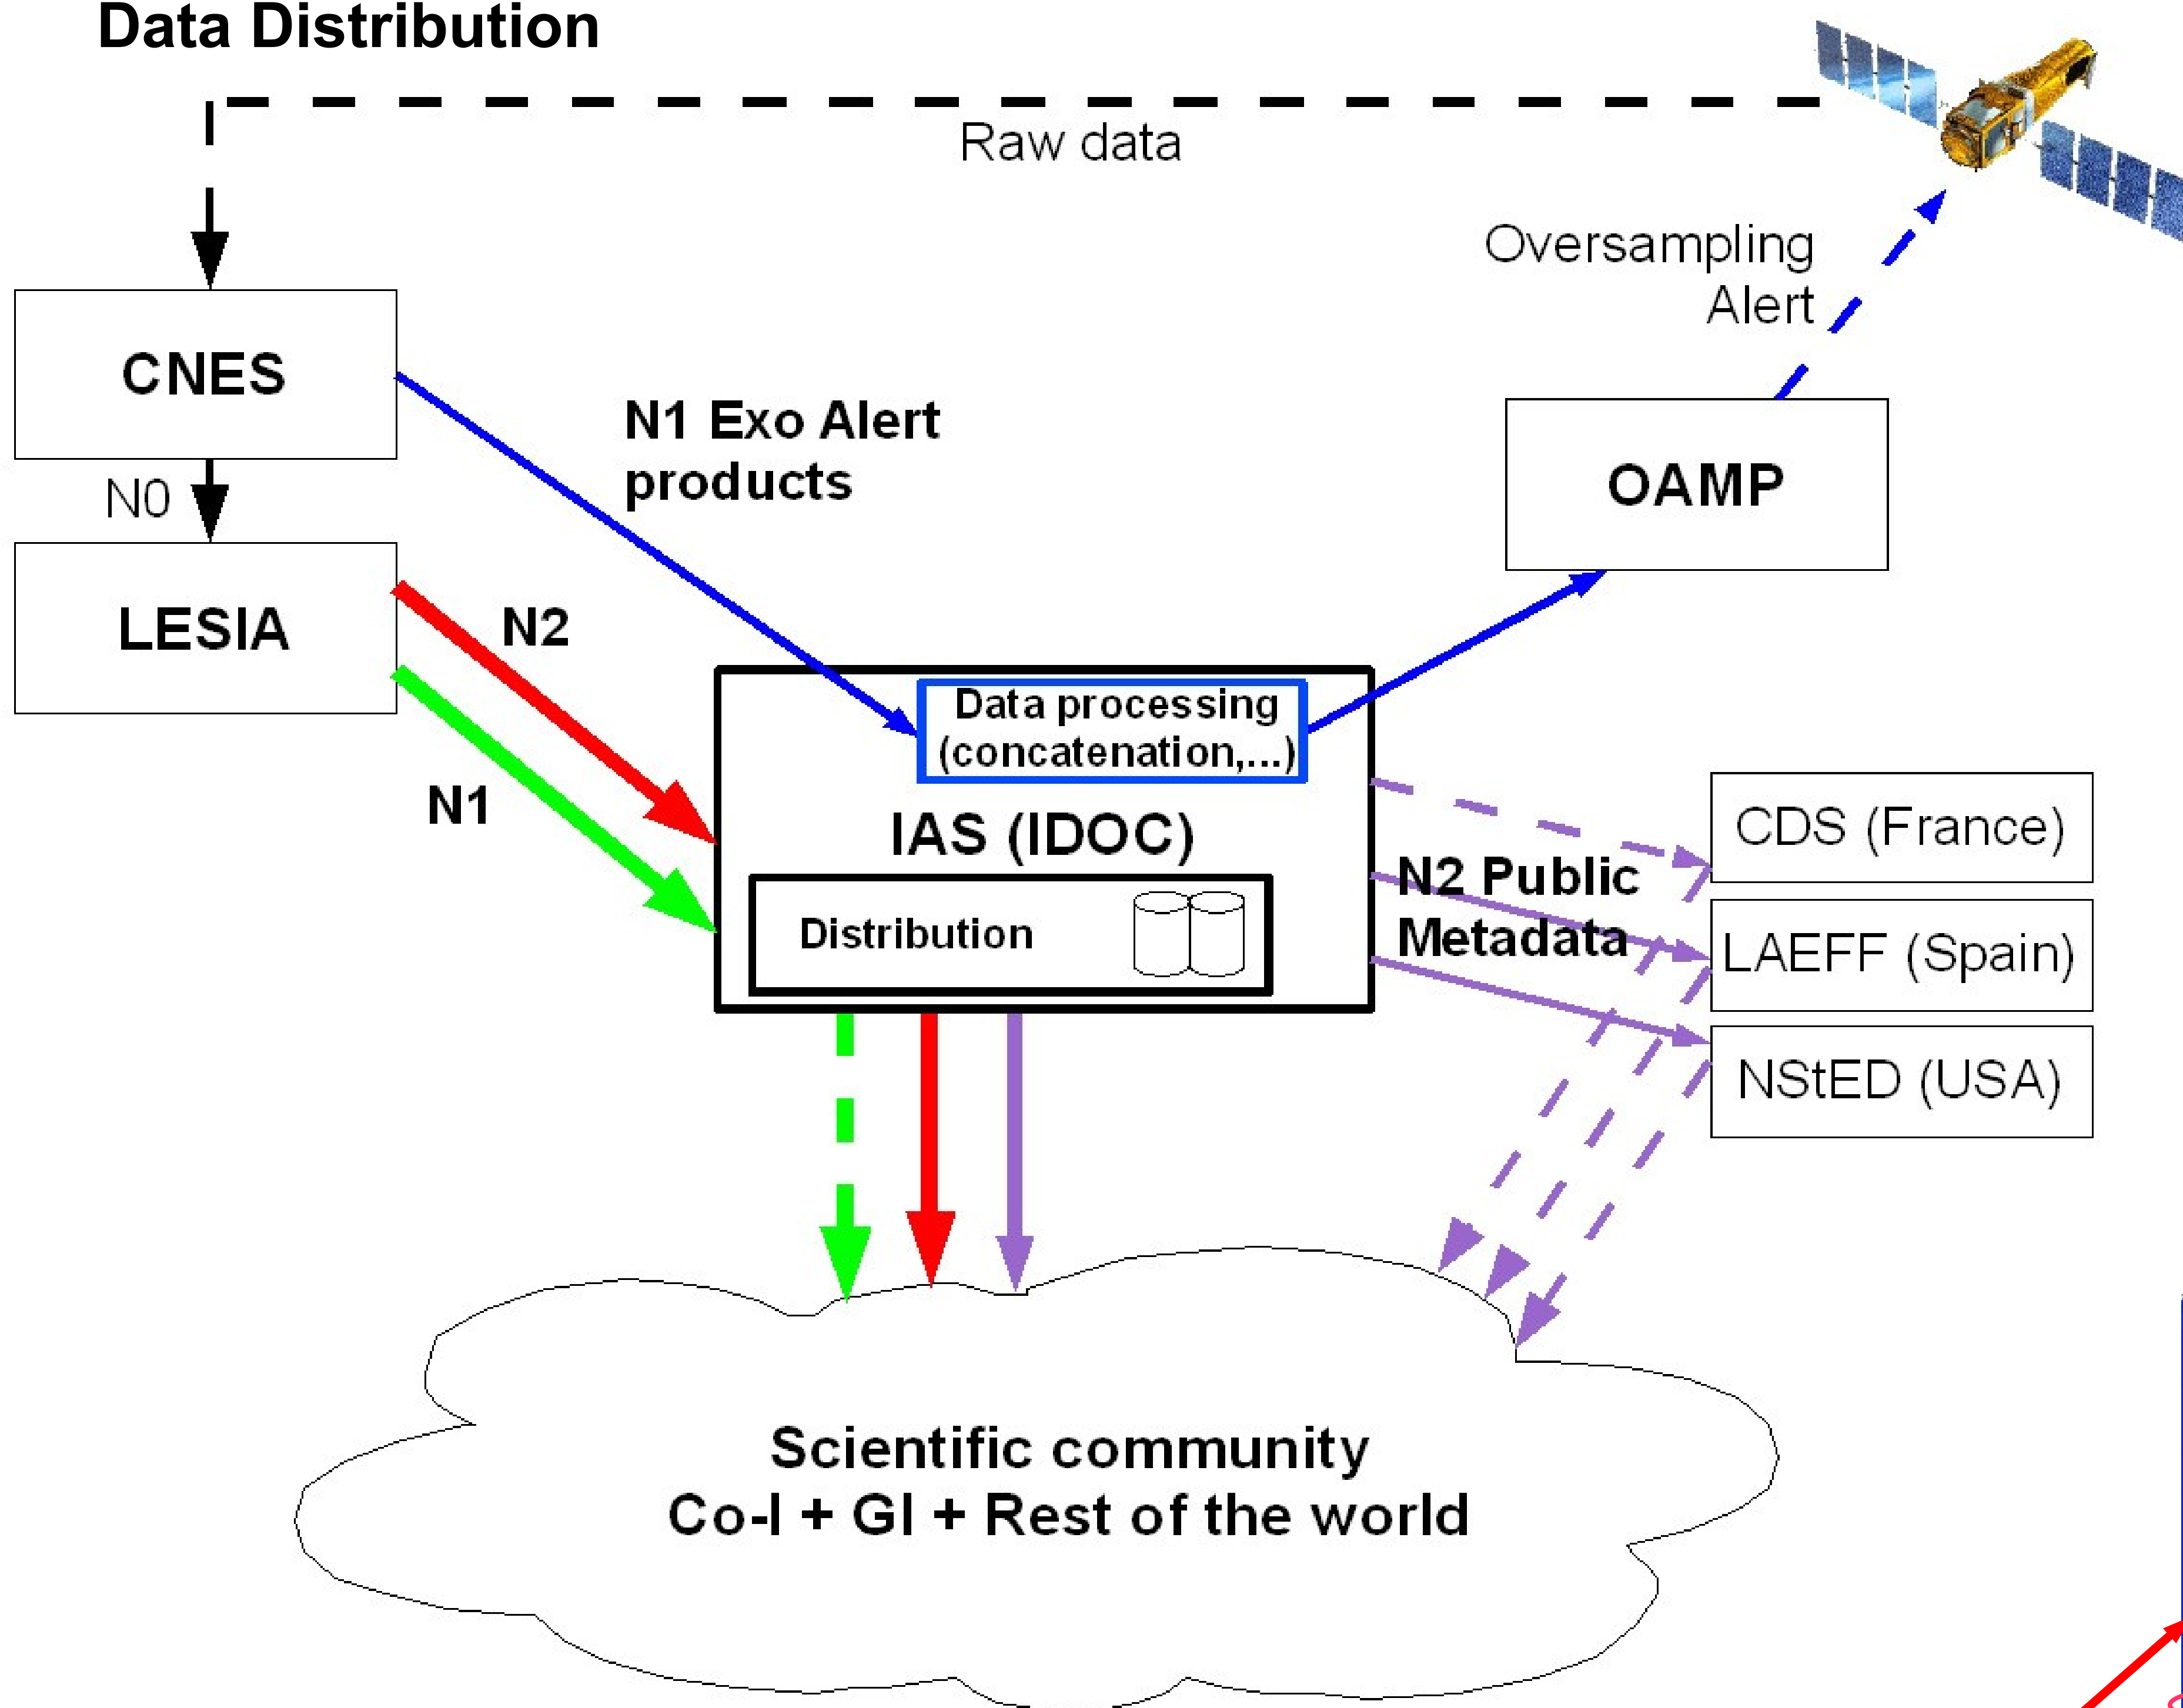 Data Distribution
Raw data
Oversampling
Alert
CNES
N1 Exo Alert
products
OAMP
N0
LESIA
N2
N1
Data processing
(concatenation,...)
IAS (IDOC)
Distribution
N2 Public
Metadata
CDS (France)
LAEFF (Spain)
NStED (USA)
Scientific community
Co-I + GI + Rest of the world